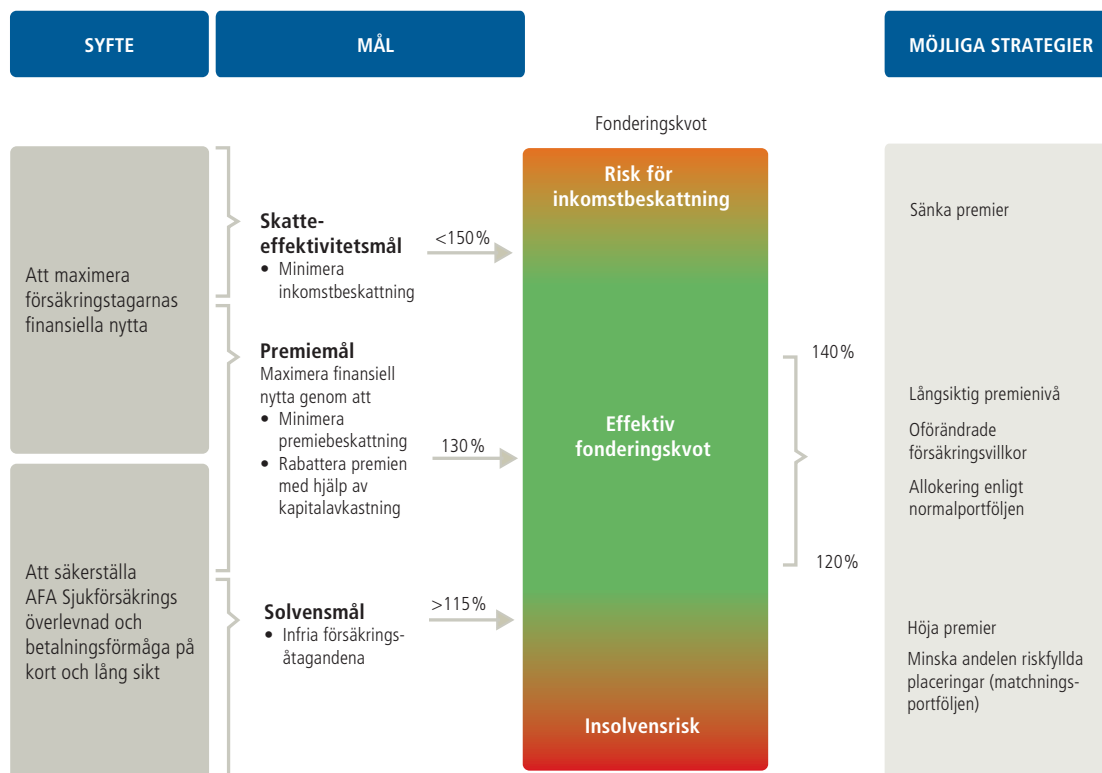 SYFTE
MÅL
MÖJLIGA STRATEGIER
Fonderingskvot
Att maximera
försäkringstagarnas
finansiella nytta
Att säkerställa
AFA Sjukförsäkrings
överlevnad och
betalningsförmåga på
kort och lång sikt
Skatte-
effektivitetsmål
• Minimera
inkomstbeskattning
<150%
Premiemål
Maximera finansiell
nytta genom att
• Minimera
premiebeskattning
• Rabattera premien
med hjälp av
kapitalavkastning
130%
Solvensmål
• Infria försäkrings-
åtagandena
>115%
Risk för
inkomstbeskattning
Effektiv
fonderingskvot
Insolvensrisk
140%
120%
Sänka premier
Långsiktig premienivå
Oförändrade
försäkringsvillkor
Allokering enligt
normalportföljen
Höja premier
Minska andelen riskfyllda
placeringar (matchnings-
portföljen)